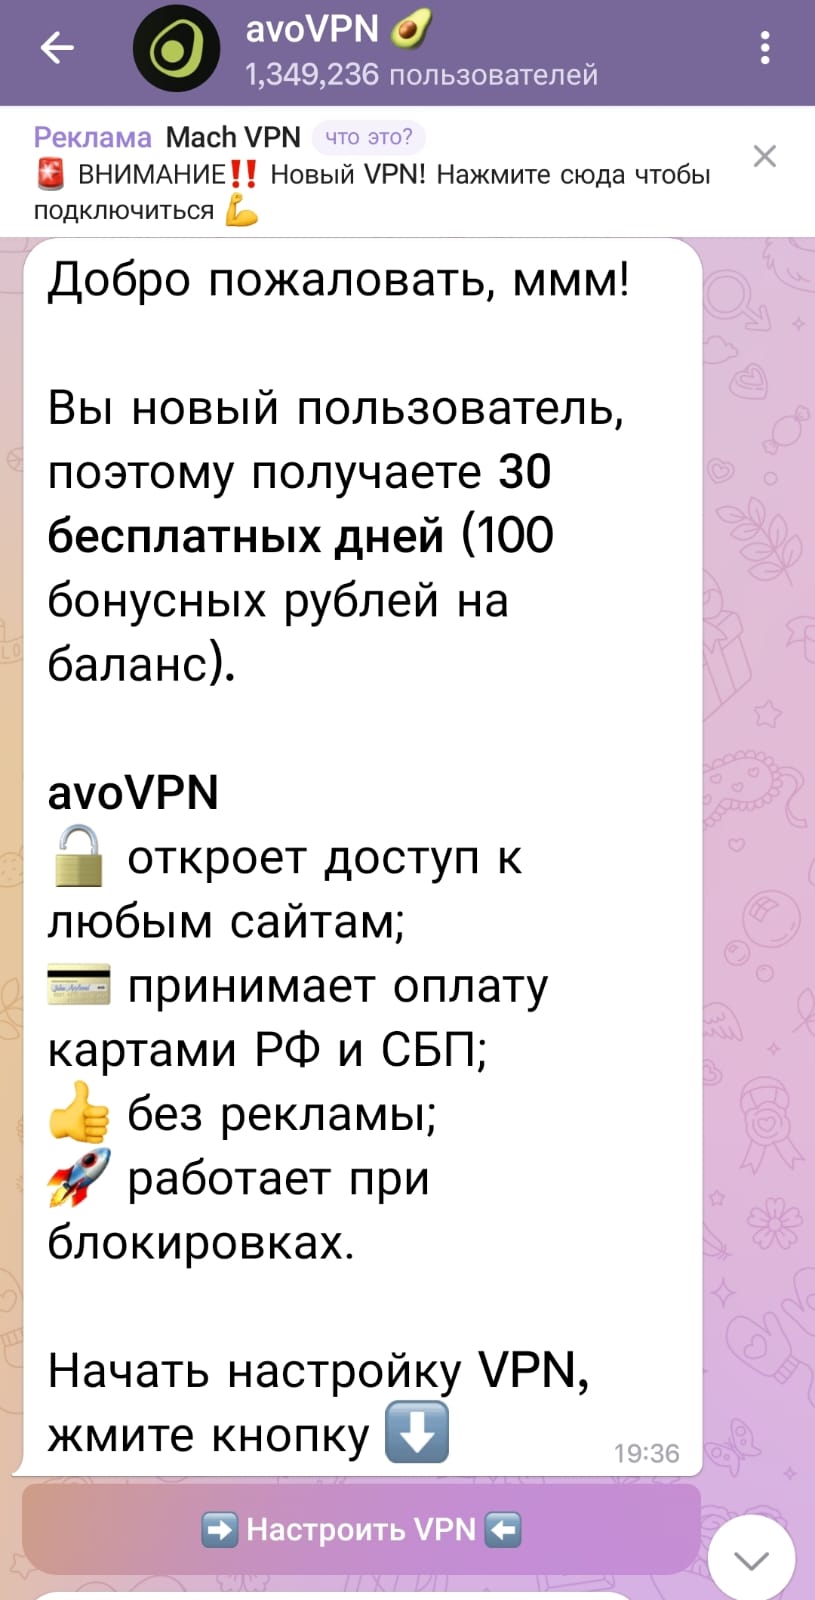 avoVPN 🥑
1,349,236 пользователей
Реклама Mach VPN что это?
🚨 ВНИМАНИЕ‼️ Новый VPN! Нажмите сюда чтобы
подключиться 💪
Добро пожаловать, ммм!
Вы новый пользователь,
поэтому получаете 30
бесплатных дней (100
бонусных рублей на
баланс).
avoVPN
🔓 откроет доступ к
любым сайтам;
💳 принимает оплату
картами РФ и СБП;
👍 без рекламы;
🚀 работает при
блокировках.
Начать настройку VPN,
жмите кнопку ⬇️
19:36
➡️ Настроить VPN ⬅️